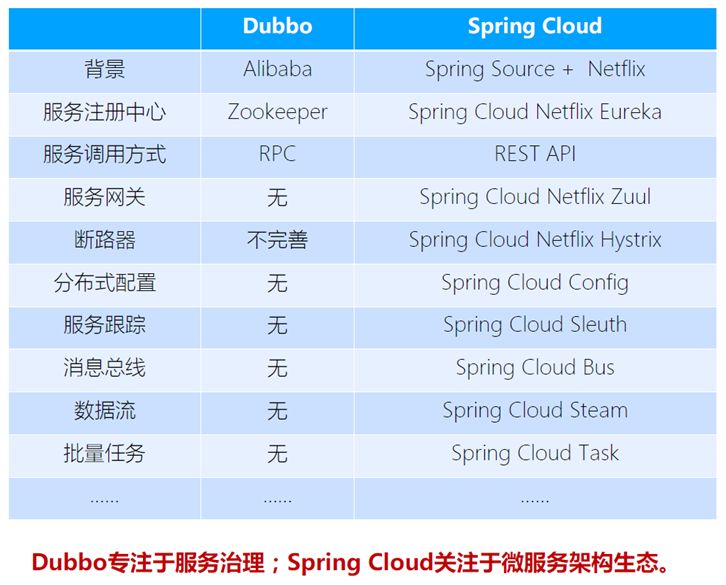 Dubbo Spring Cloud
背景 Alibaba Spring Source + Netflix
服务注册中心 Zookeeper Spring Cloud Netflix Eureka
服务调用方式 RPC REST API
服务网关 无 Spring Cloud Netflix Zuul
断路器 不完善 Spring Cloud Netflix Hystrix
分布式配置 无 Spring Cloud Config
服务跟踪 无 Spring Cloud Sleuth
消息总线 无 Spring Cloud Bus
数据流 无 Spring Cloud Steam
批量任务 无 Spring Cloud Task
...... ...... ......
Dubbo专注于服务治理；Spring Cloud关注于微服务架构生态。